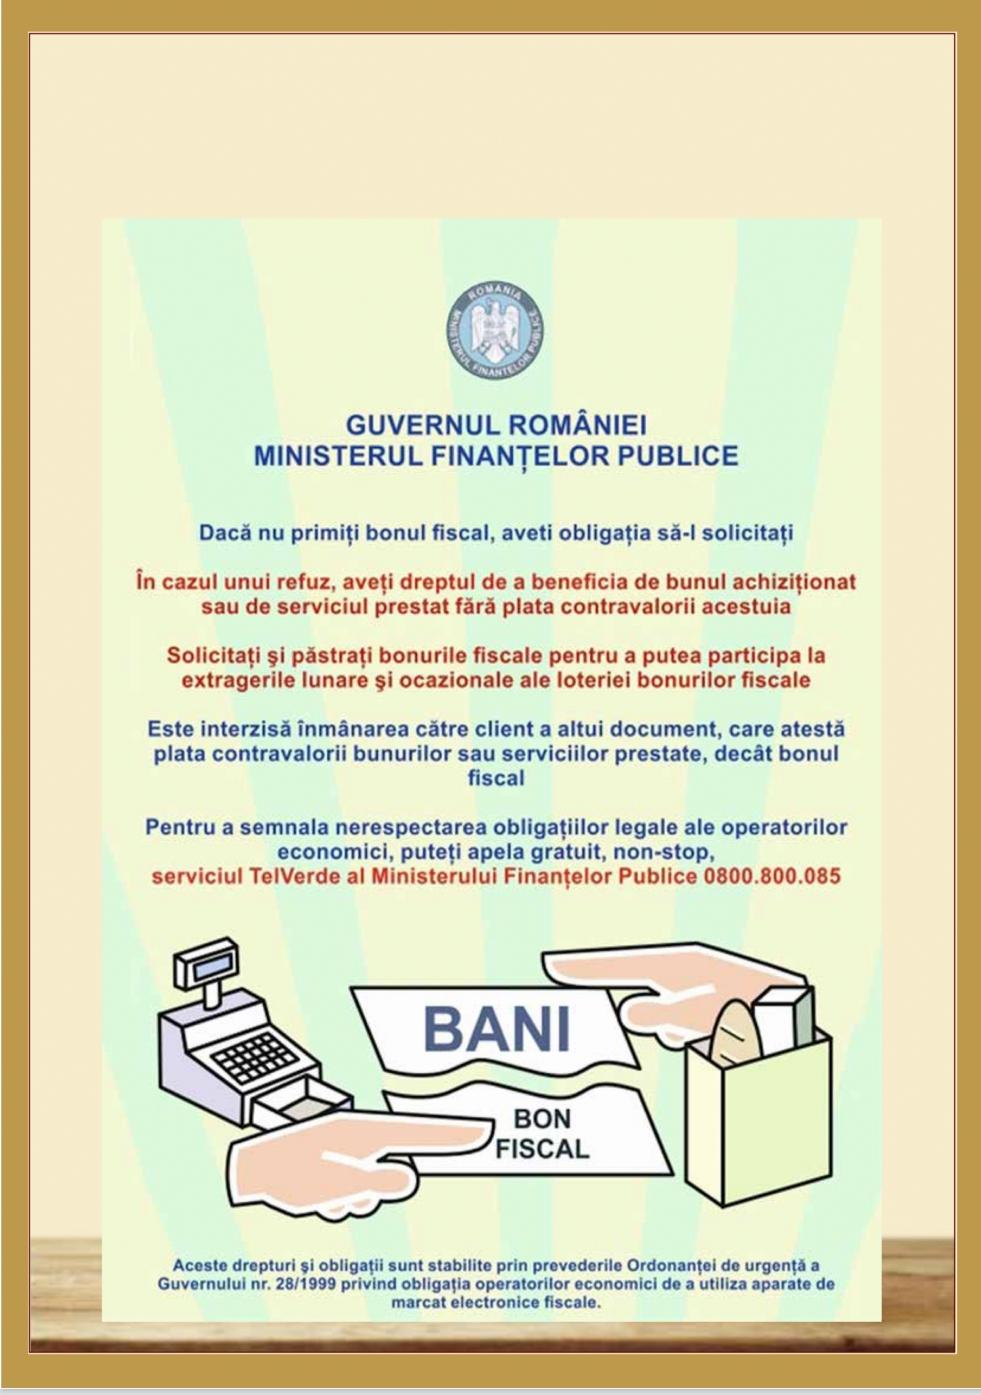 ROMANIA
MINISTERUL FINANTELOR PUBLICE
GUVERNUL ROMÂNIEI
MINISTERUL FINANȚELOR PUBLICE
Dacă nu primiți bonul fiscal, aveti obligația să-l solicitați
În cazul unui refuz, aveți dreptul de a beneficia de bunul achiziționat
sau de serviciul prestat fără plata contravalorii acestuia
Solicitați şi păstrați bonurile fiscale pentru a putea participa la
extragerile lunare şi ocazionale ale loteriei bonurilor fiscale
Este interzisă înmânarea către client a altui document, care atestă
plata contravalorii bunurilor sau serviciilor prestate, decât bonul
fiscal
Pentru a semnala nerespectarea obligațiilor legale ale operatorilor
economici, puteți apela gratuit, non-stop,
serviciul TelVerde al Ministerului Finanțelor Publice 0800.800.085
BANI
BON
FISCAL
Aceste drepturi şi obligații sunt stabilite prin prevederile Ordonanței de urgență a
Guvernului nr. 28/1999 privind obligația operatorilor economici de a utiliza aparate de
marcat electronice fiscale.